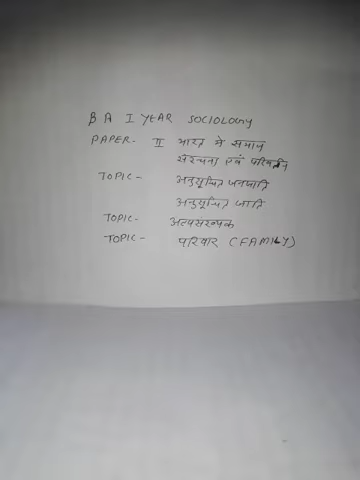 B A I YEAR SOCIOLOGY
PAPER- II भारत मे समाज
संरचना एवं परिवर्तन
TOPIC- अनुसूचित जनजाति
अनुसूचित जाति
TOPIC- अल्पसंख्यक
TOPIC- परिवार (FAMILY)